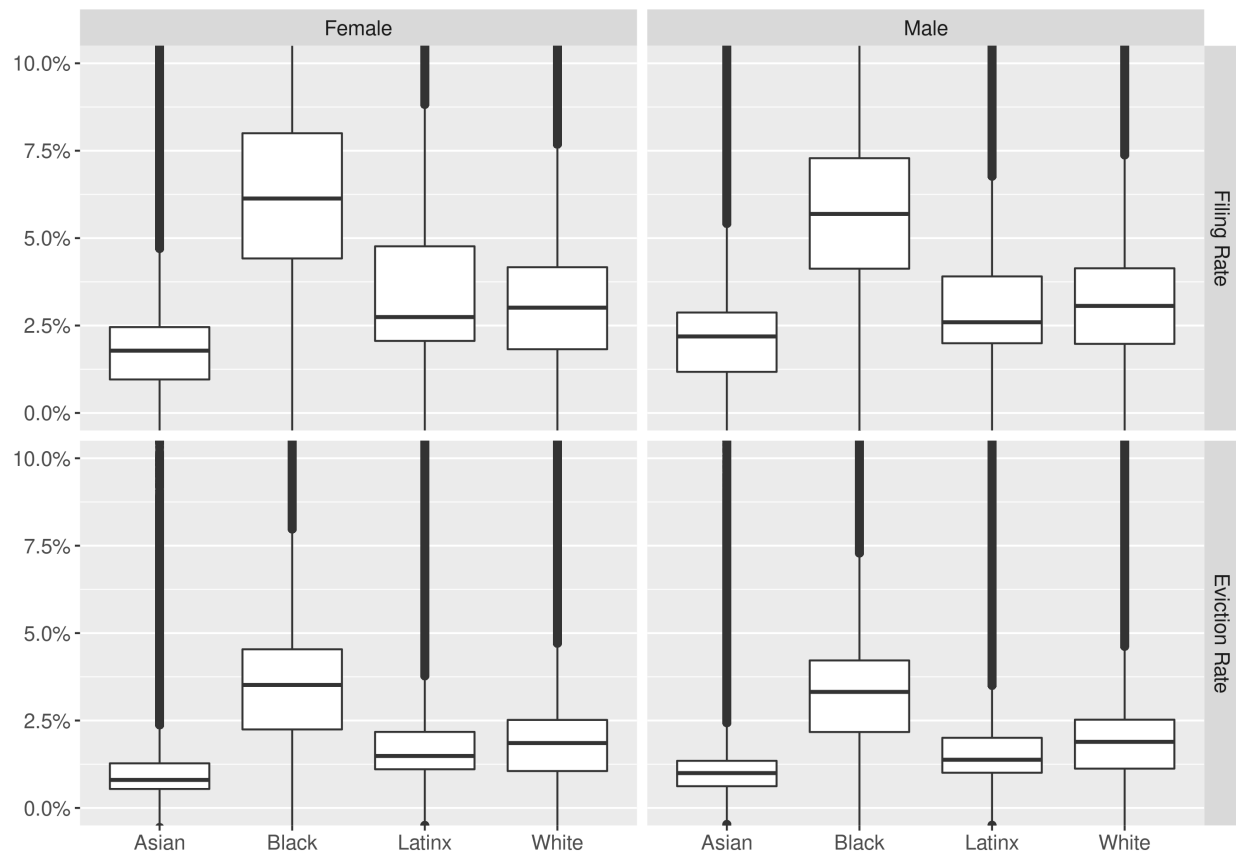 Female
Male
10.0%
7.5%
5.0%
2.5%
0.0%
Filing Rate
10.0%
7.5%
5.0%
2.5%
0.0%
Eviction Rate
Asian
Black
Latinx
White
Asian
Black
Latinx
White